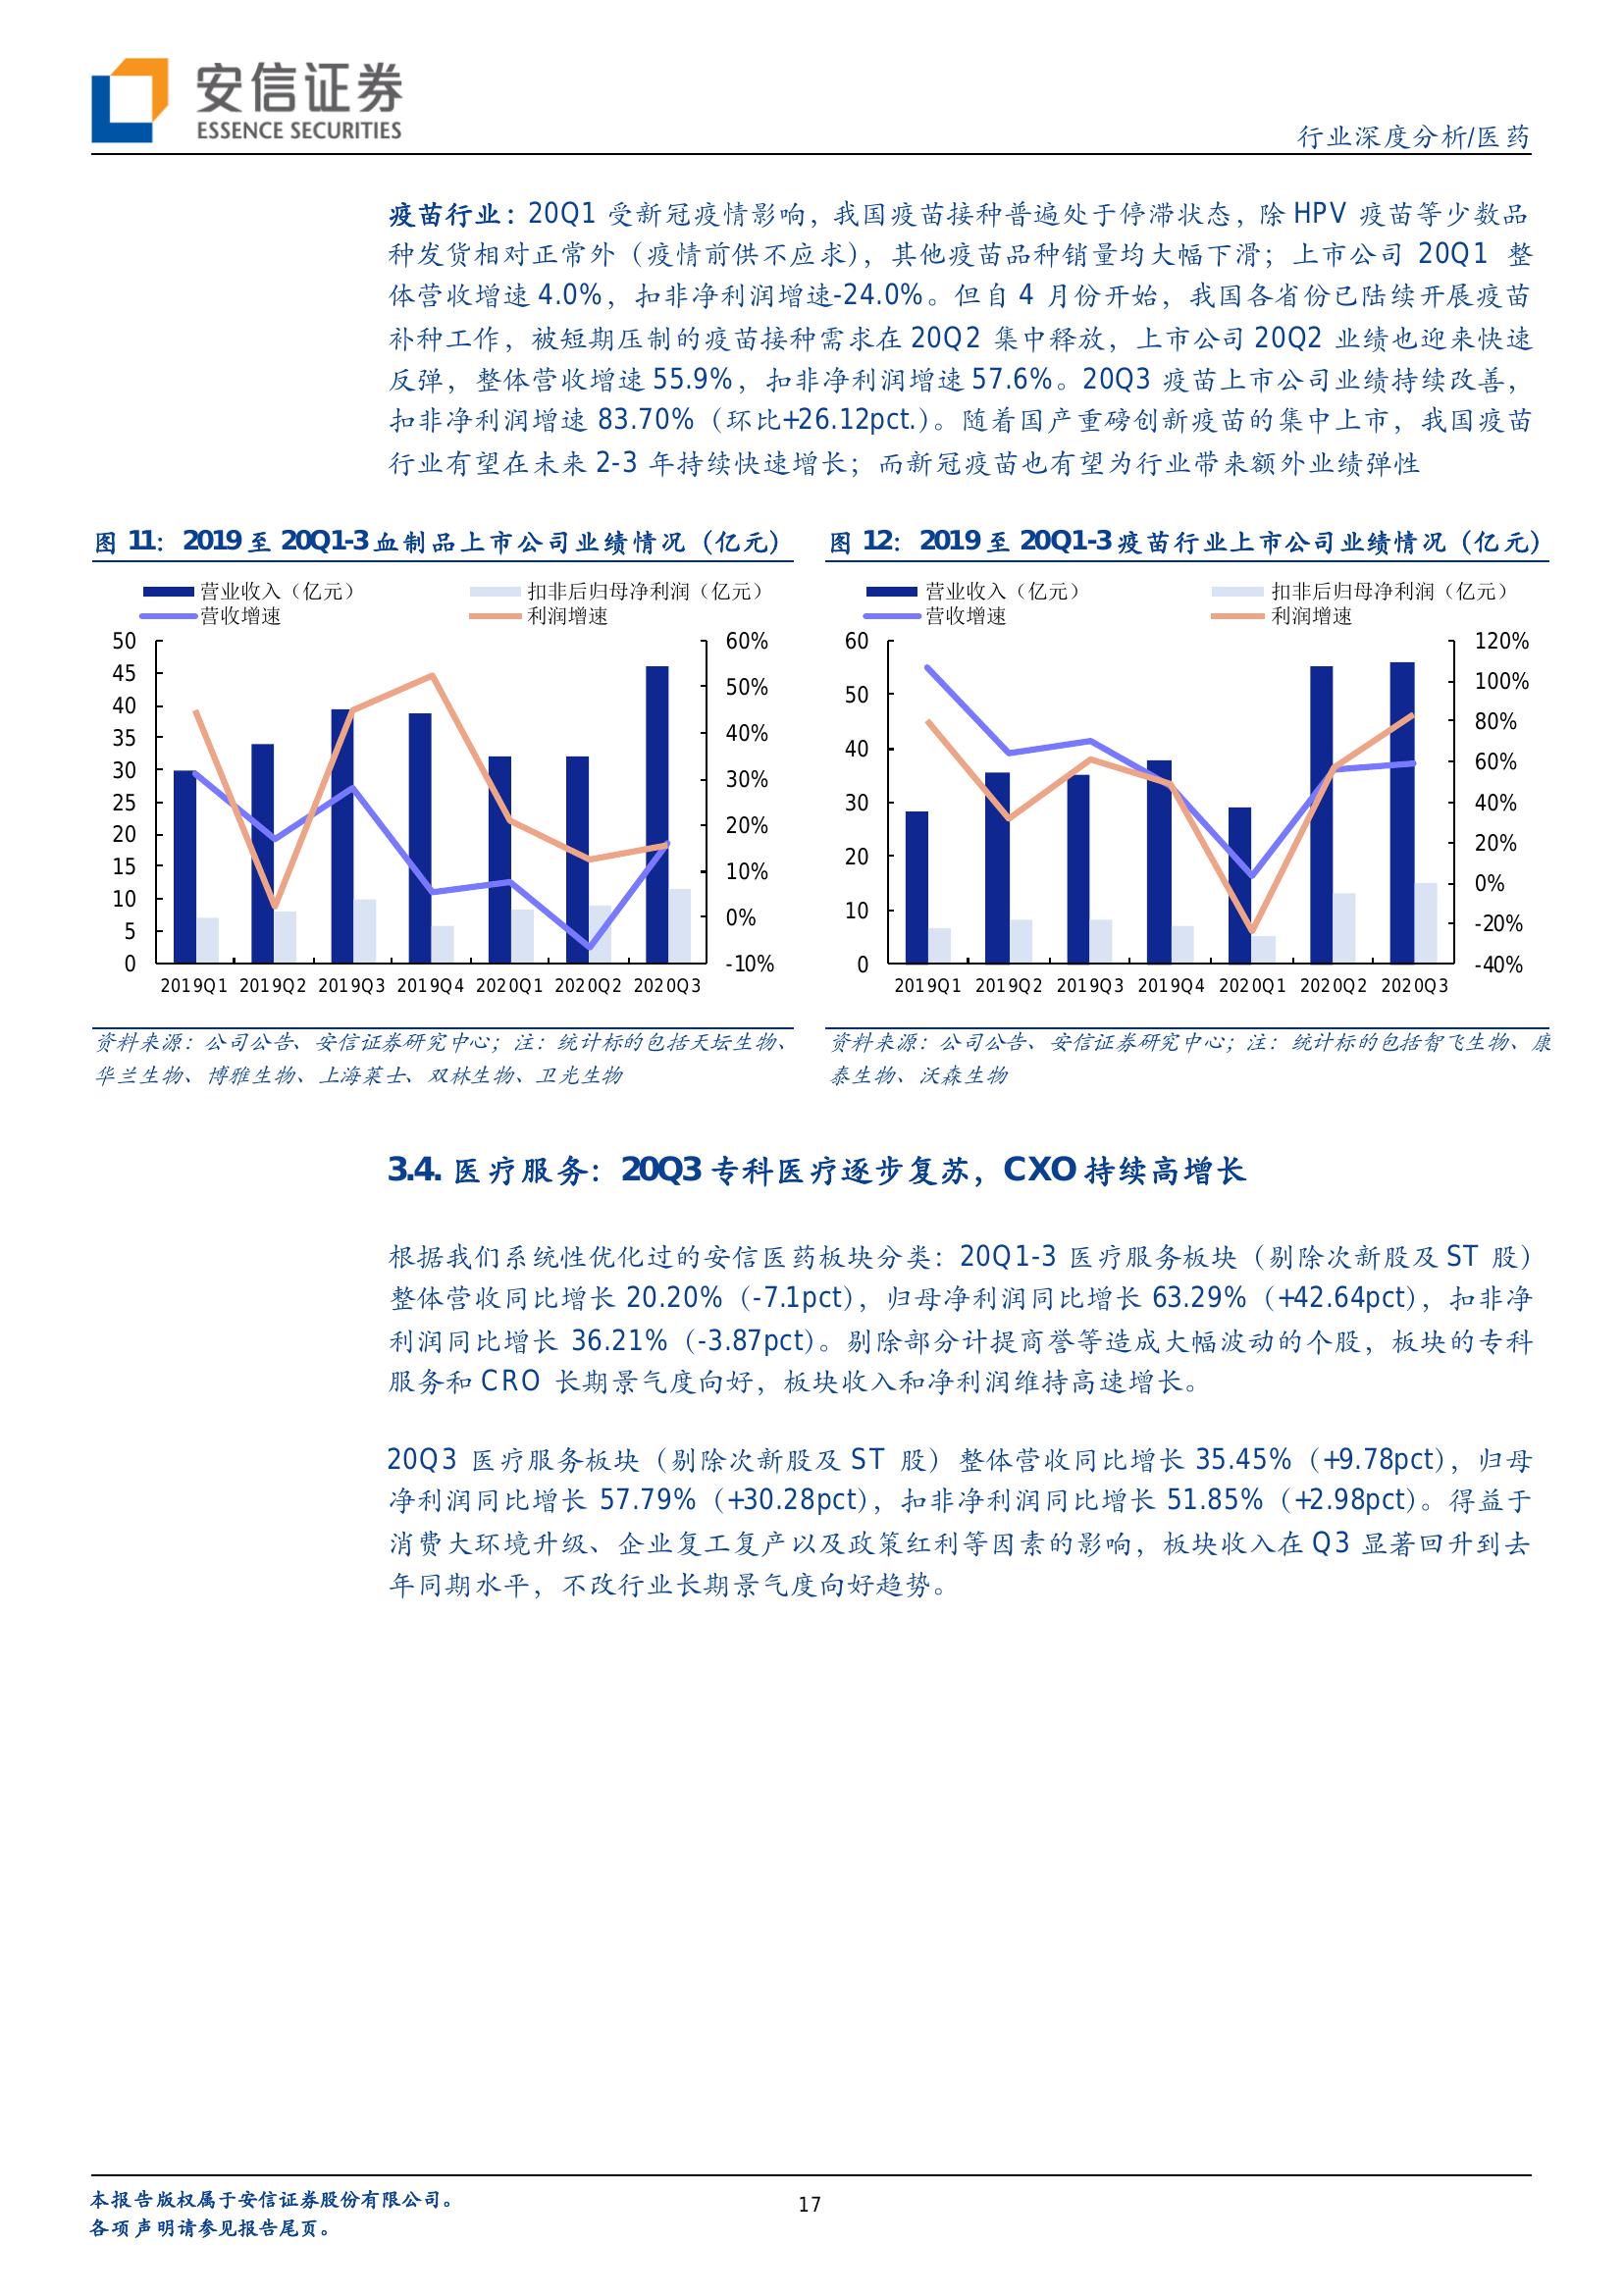 安信证券
ESSENCE SECURITIES
行业深度分析/医药
疫苗行业：20Q1 受新冠疫情影响，我国疫苗接种普遍处于停滞状态，除 HPV 疫苗等少数品
种发货相对正常外（疫情前供不应求），其他疫苗品种销量均大幅下滑；上市公司 20Q1 整
体营收增速 4.0%，扣非净利润增速-24.0%。但自 4 月份开始，我国各省份已陆续开展疫苗
补种工作，被短期压制的疫苗接种需求在 20Q2 集中释放，上市公司 20Q2 业绩也迎来快速
反弹，整体营收增速 55.9%，扣非净利润增速 57.6%。20Q3 疫苗上市公司业绩持续改善，
扣非净利润增速 83.70%（环比+26.12pct.）。随着国产重磅创新疫苗的集中上市，我国疫苗
行业有望在未来 2-3 年持续快速增长；而新冠疫苗也有望为行业带来额外业绩弹性
图 11：2019 至 20Q1-3 血制品上市公司业绩情况（亿元）
营业收入（亿元） 扣非后归母净利润（亿元）
营收增速 利润增速
50 60%
45
50%
40
40%
35
30 30%
25
20%
20
15
10%
10
0%
5
0 -10%
2019Q1 2019Q2 2019Q3 2019Q4 2020Q1 2020Q2 2020Q3
资料来源：公司公告、安信证券研究中心；注：统计标的包括天坛生物、
华兰生物、博雅生物、上海莱士、双林生物、卫光生物
图 12：2019 至 20Q1-3 疫苗行业上市公司业绩情况（亿元）
营业收入（亿元） 扣非后归母净利润（亿元）
营收增速 利润增速
60 120%
100%
50
80%
40
60%
30 40%
20%
20
0%
10
-20%
0 -40%
2019Q1 2019Q2 2019Q3 2019Q4 2020Q1 2020Q2 2020Q3
资料来源：公司公告、安信证券研究中心；注：统计标的包括智飞生物、康
泰生物、沃森生物
3.4. 医疗服务：20Q3 专科医疗逐步复苏，CXO 持续高增长
根据我们系统性优化过的安信医药板块分类：20Q1-3 医疗服务板块（剔除次新股及 ST 股）
整体营收同比增长 20.20%（-7.1pct），归母净利润同比增长 63.29%（+42.64pct），扣非净
利润同比增长 36.21%（-3.87pct）。剔除部分计提商誉等造成大幅波动的个股，板块的专科
服务和 CRO 长期景气度向好，板块收入和净利润维持高速增长。
20Q3 医疗服务板块（剔除次新股及 ST 股）整体营收同比增长 35.45%（+9.78pct），归母
净利润同比增长 57.79%（+30.28pct），扣非净利润同比增长 51.85%（+2.98pct）。得益于
消费大环境升级、企业复工复产以及政策红利等因素的影响，板块收入在 Q3 显著回升到去
年同期水平，不改行业长期景气度向好趋势。
本报告版权属于安信证券股份有限公司。
各项声明请参见报告尾页。
17